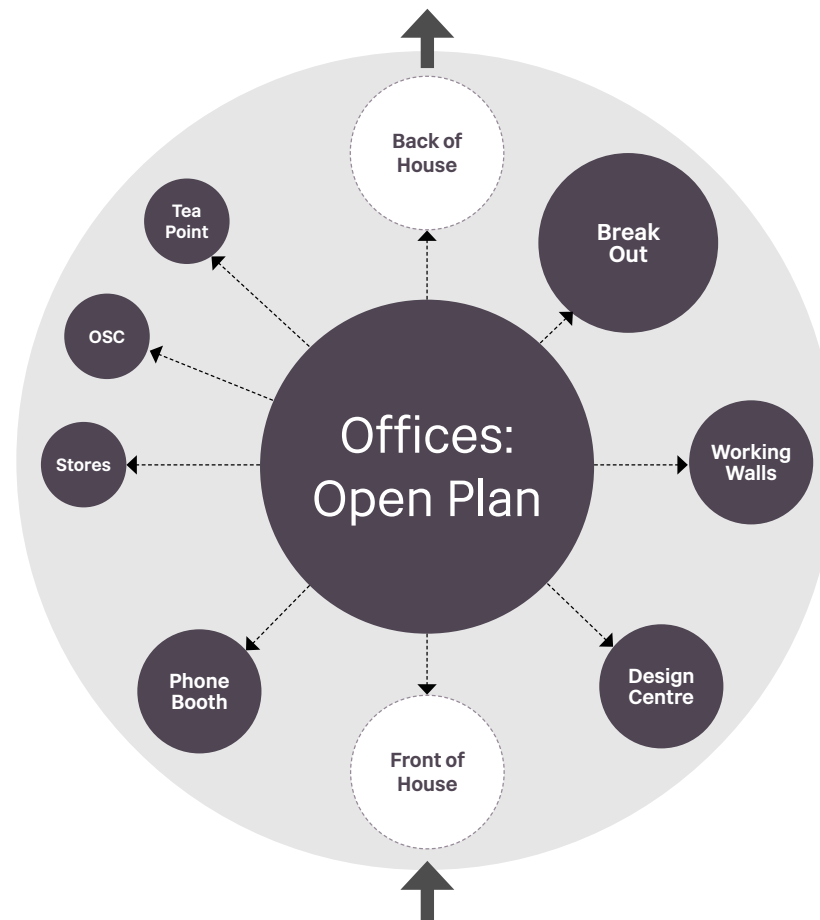 Back of
House
Tea
Point
Break
Out
OSC
Offices:
Open Plan
Stores
Working
Walls
Phone
Booth
Design
Centre
Front of
House